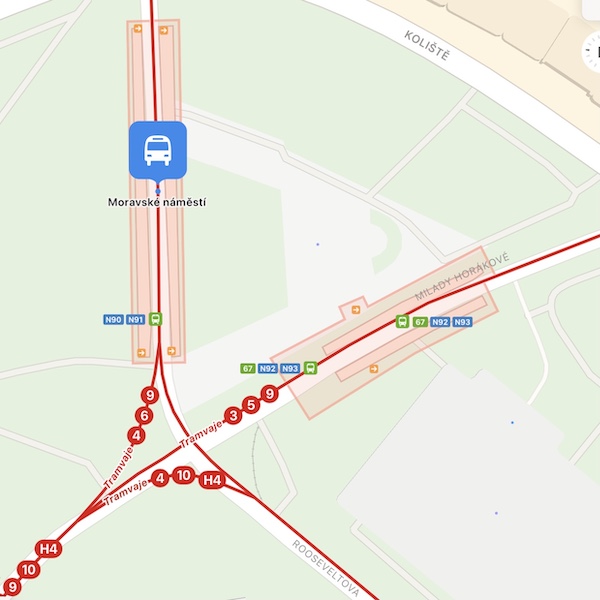 KOLIŠTĚ
Moravské náměstí
MILADY HORÁKOVÉ
N90 N91
67 N92 N93
67 N92 N93
9
6
4
Tramvaje
Tramvaje 3 5 9
Tramvaje 4 10 H4
H4
10
9
ROOSEVELTOVA